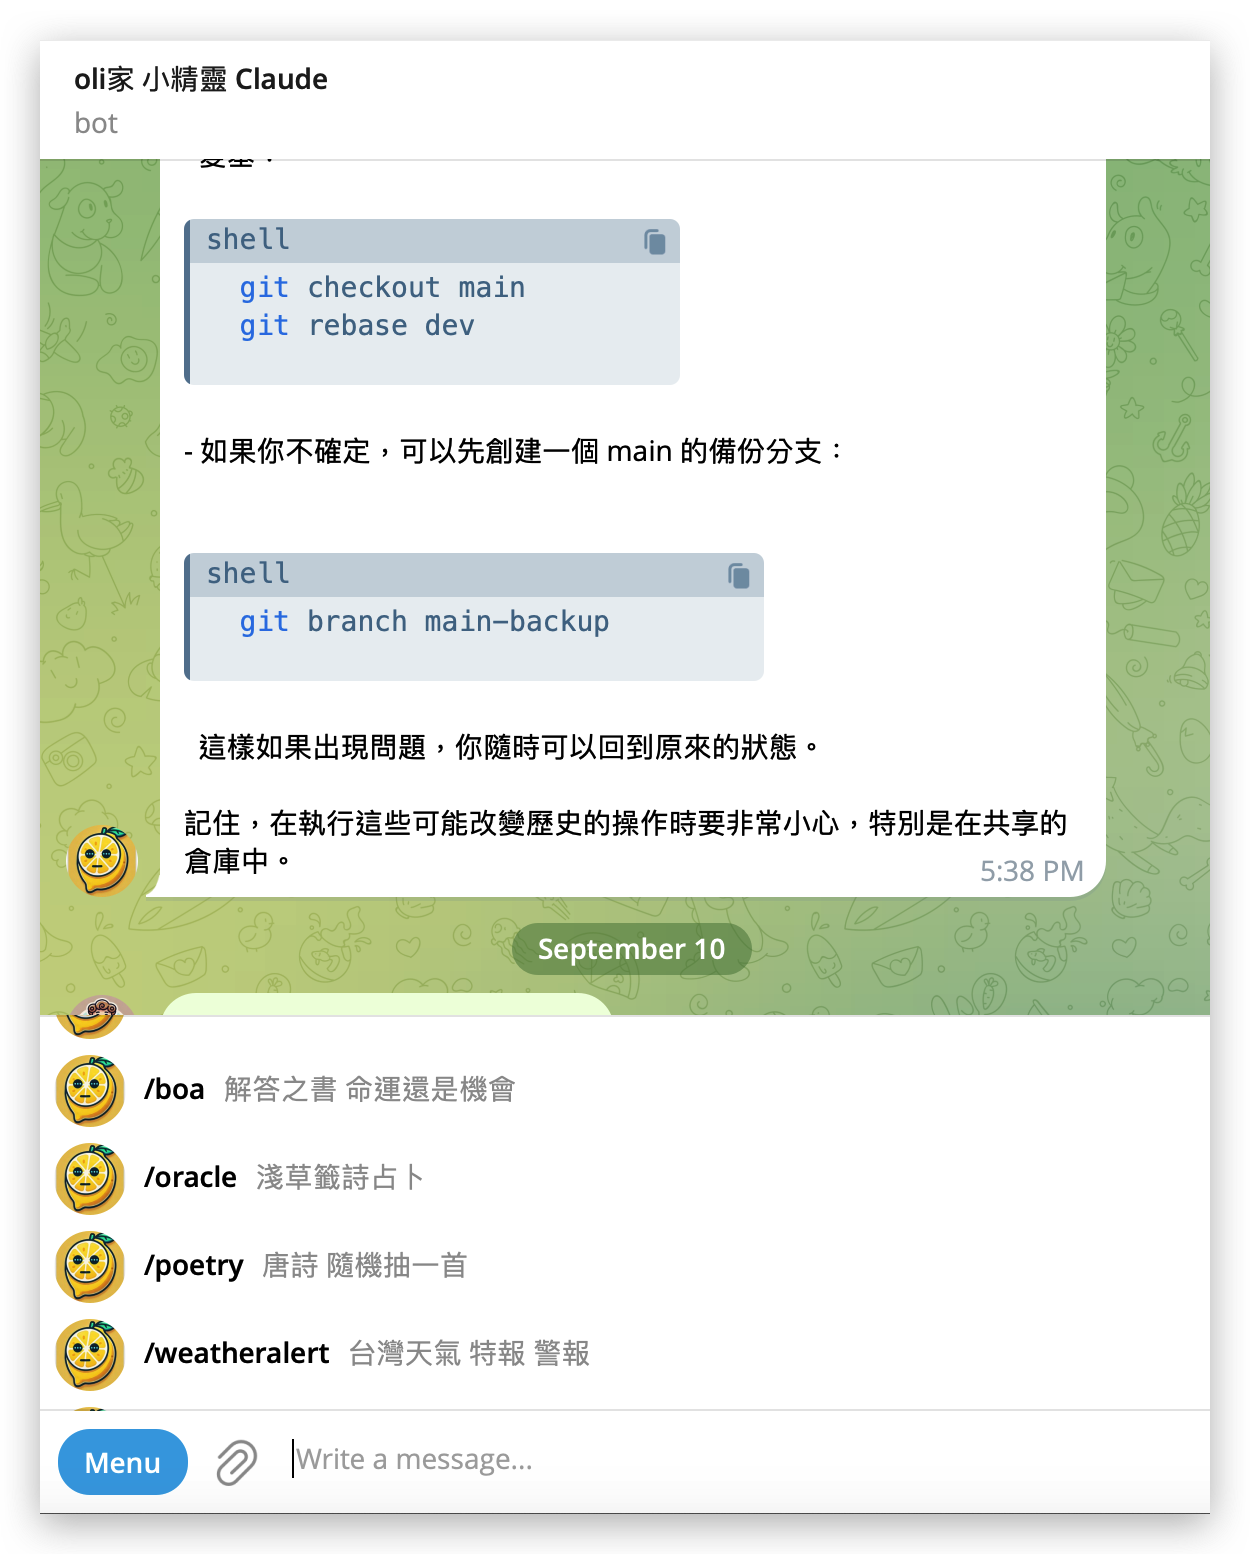 oli家 小精靈 Claude
bot
shell
git checkout main
git rebase dev
- 如果你不確定，可以先創建一個 main 的備份分支：
shell
git branch main-backup
這樣如果出現問題，你隨時可以回到原來的狀態。
記住，在執行這些可能改變歷史的操作時要非常小心，特別是在共享的
倉庫中。
5:38 PM
September 10
/boa 解答之書 命運還是機會
/oracle 淺草籤詩占卜
/poetry 唐詩 隨機抽一首
/weatheralert 台灣天氣 特報 警報
Menu
Write a message...